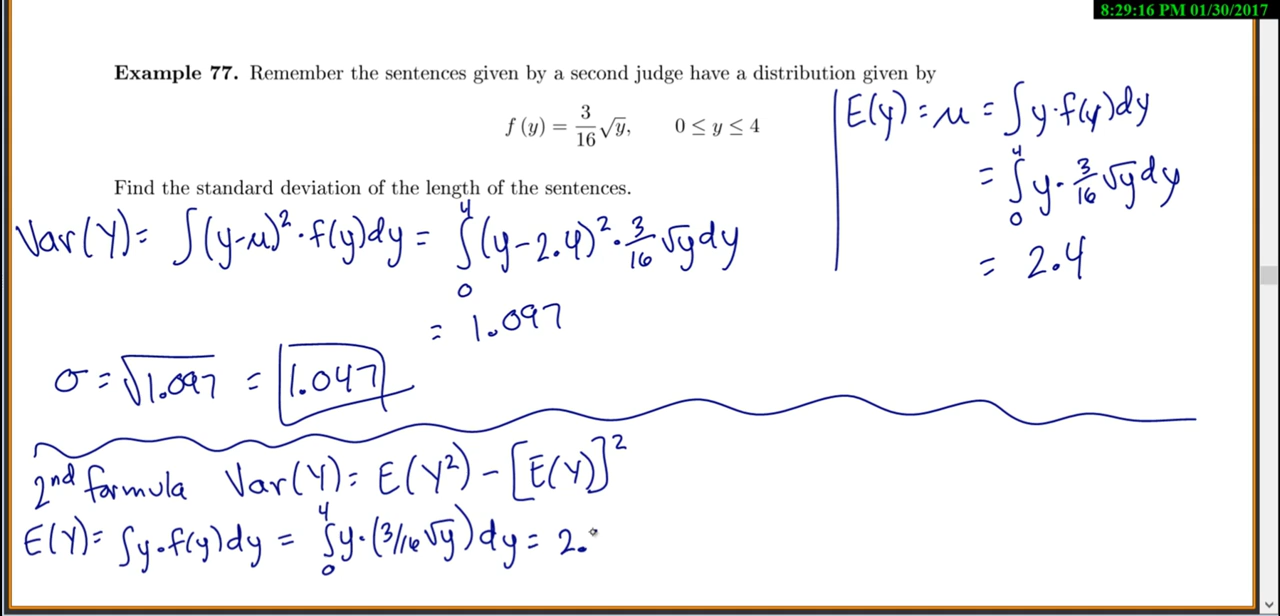 8:29:16 PM 01/30/2017
Example 77. Remember the sentences given by a second judge have a distribution given by
f (y) = 3/16 √y, 0 ≤ y ≤ 4
Find the standard deviation of the length of the sentences.
E(y) = μ = ∫y·f(y)dy
= ∫₀⁴ y · 3/16 √y dy
= 2.4
Var(Y) = ∫(y-μ)² · f(y)dy = ∫₀⁴ (y-2.4)² · 3/16 √y dy
= 1.097
σ = √1.097 = 1.047
2nd formula Var(Y) = E(Y²) - [E(Y)]²
E(Y) = ∫y·f(y)dy = ∫₀⁴ y·(3/16 √y)dy = 2.